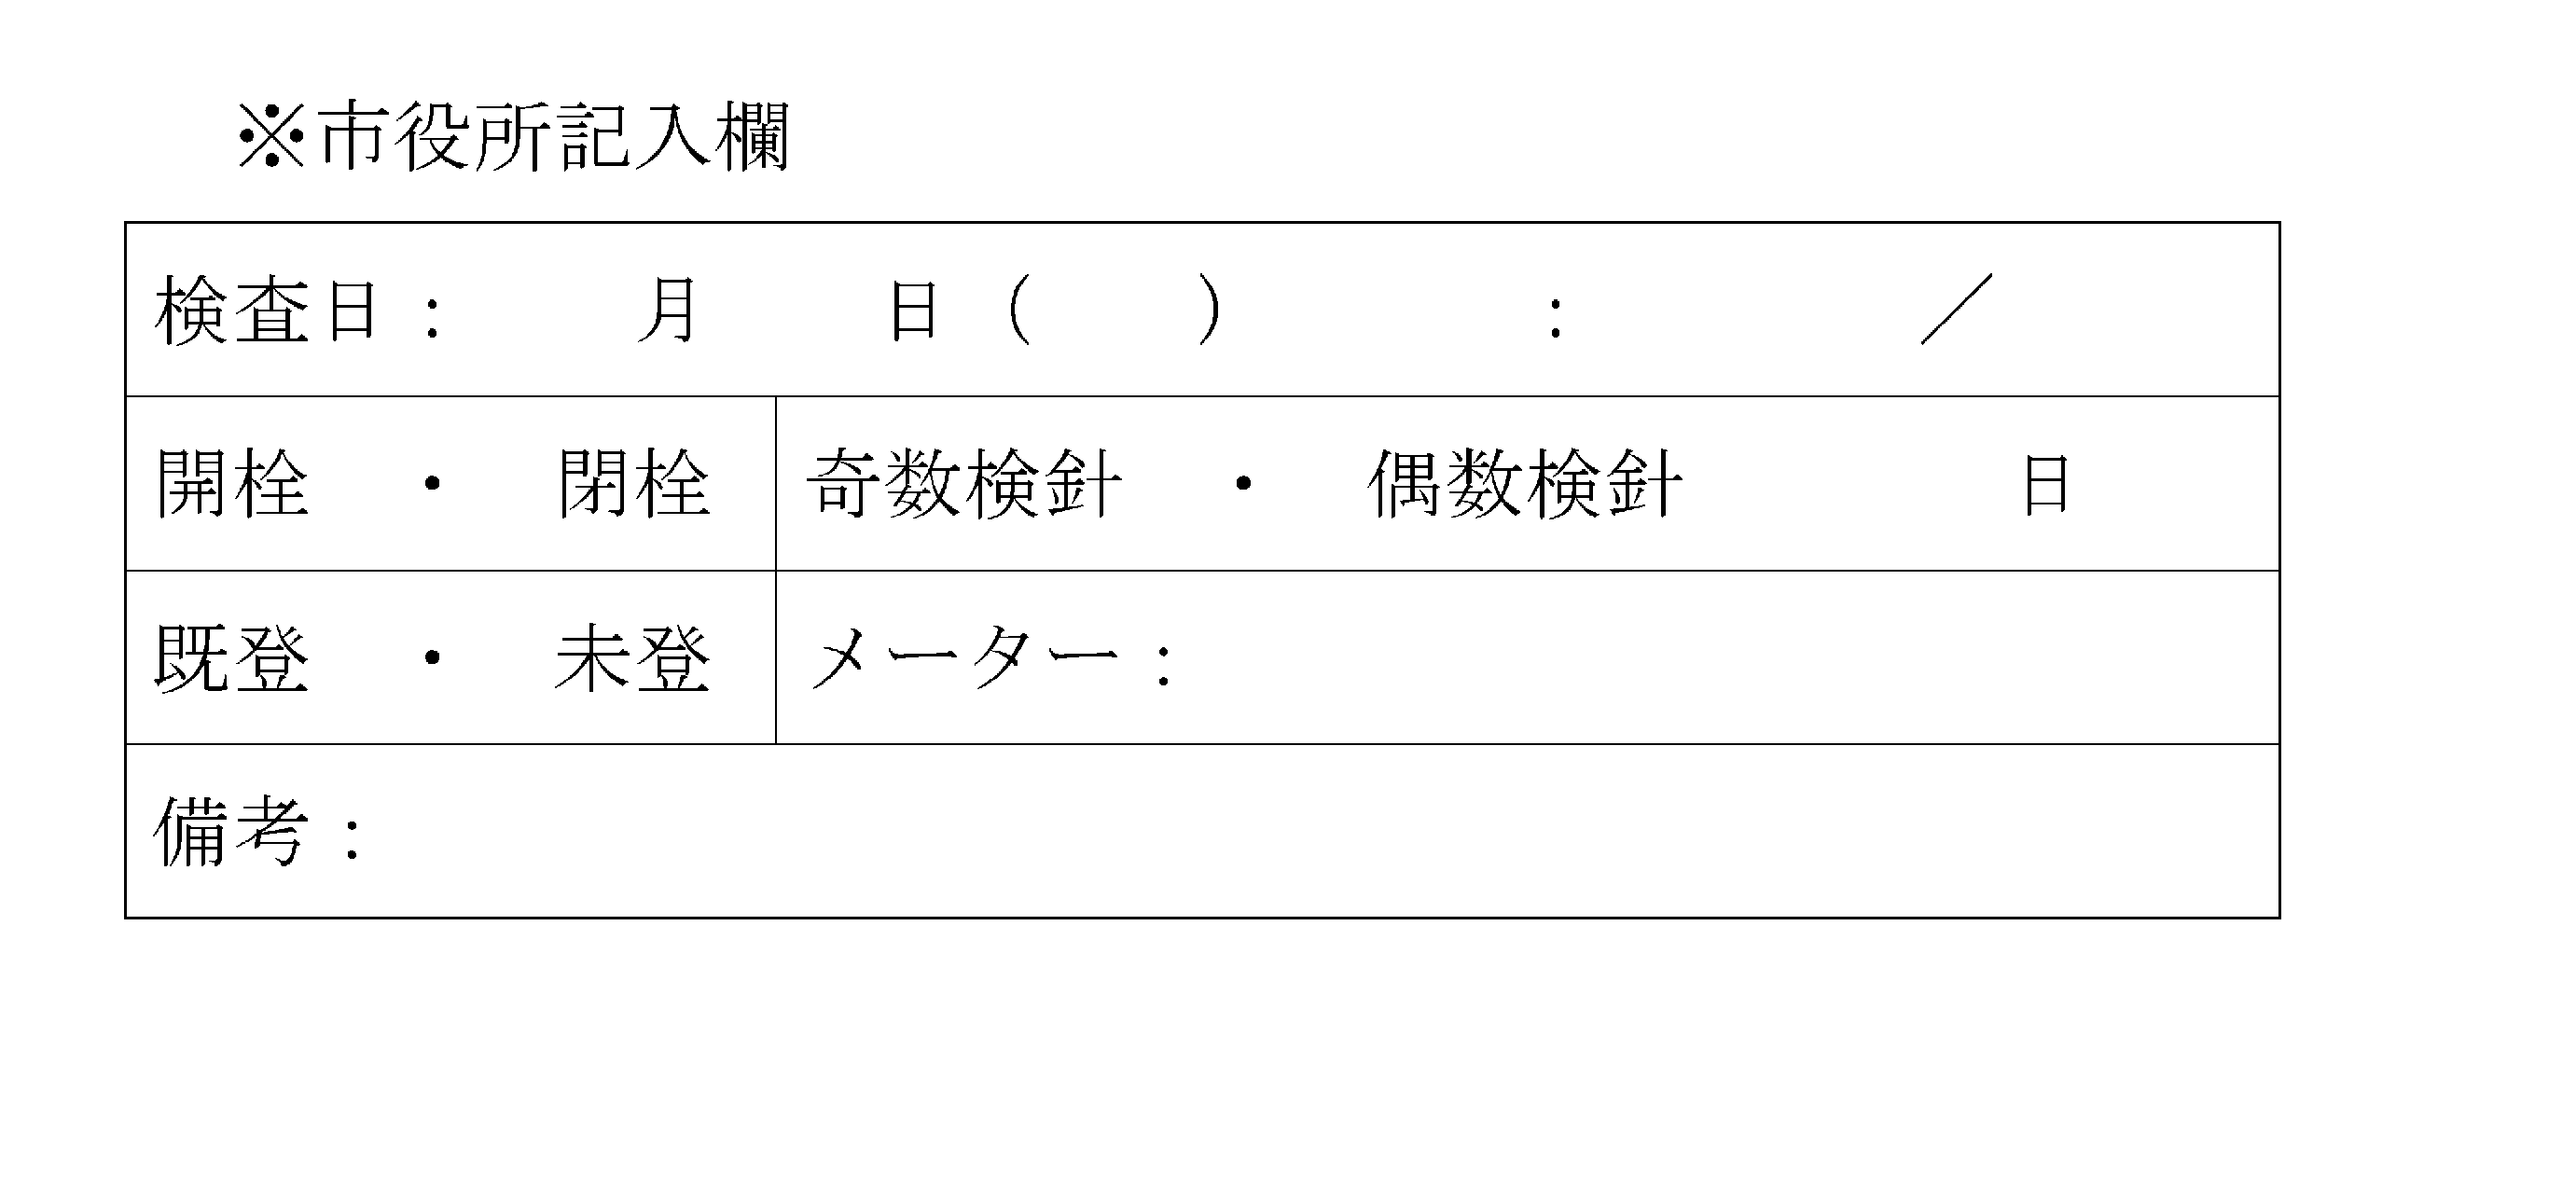 ※市役所記入欄
検査日：　　月　　日（　　）　　　：　　　　／
開栓　・　閉栓　奇数検針　・　偶数検針　　　　日
既登　・　未登　メーター：
備考：